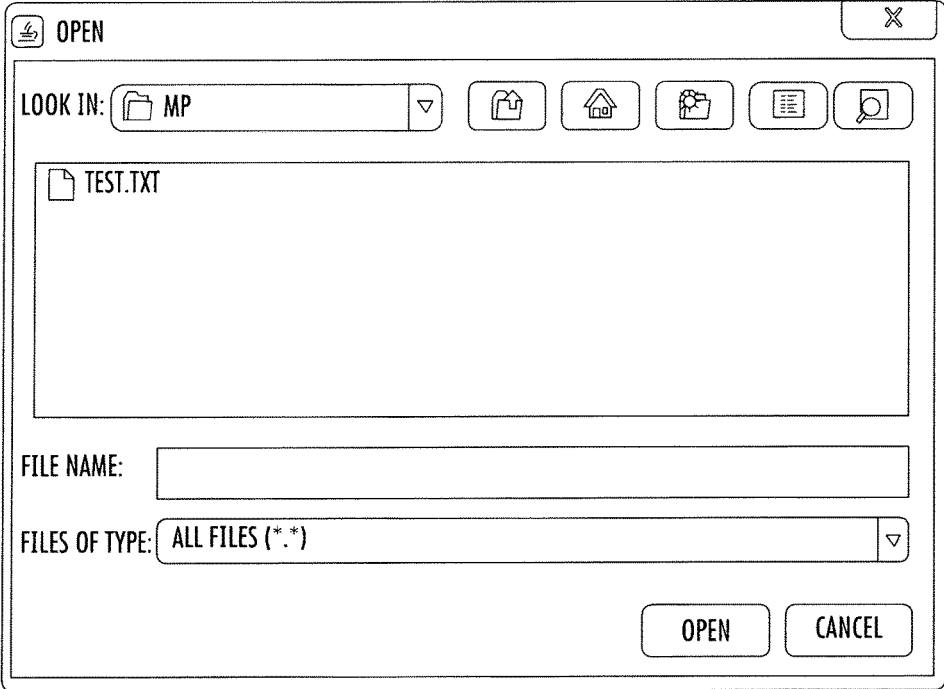 OPEN
X
LOOK IN: MP
TEST.TXT
FILE NAME:
FILES OF TYPE: ALL FILES (*.*)
OPEN CANCEL